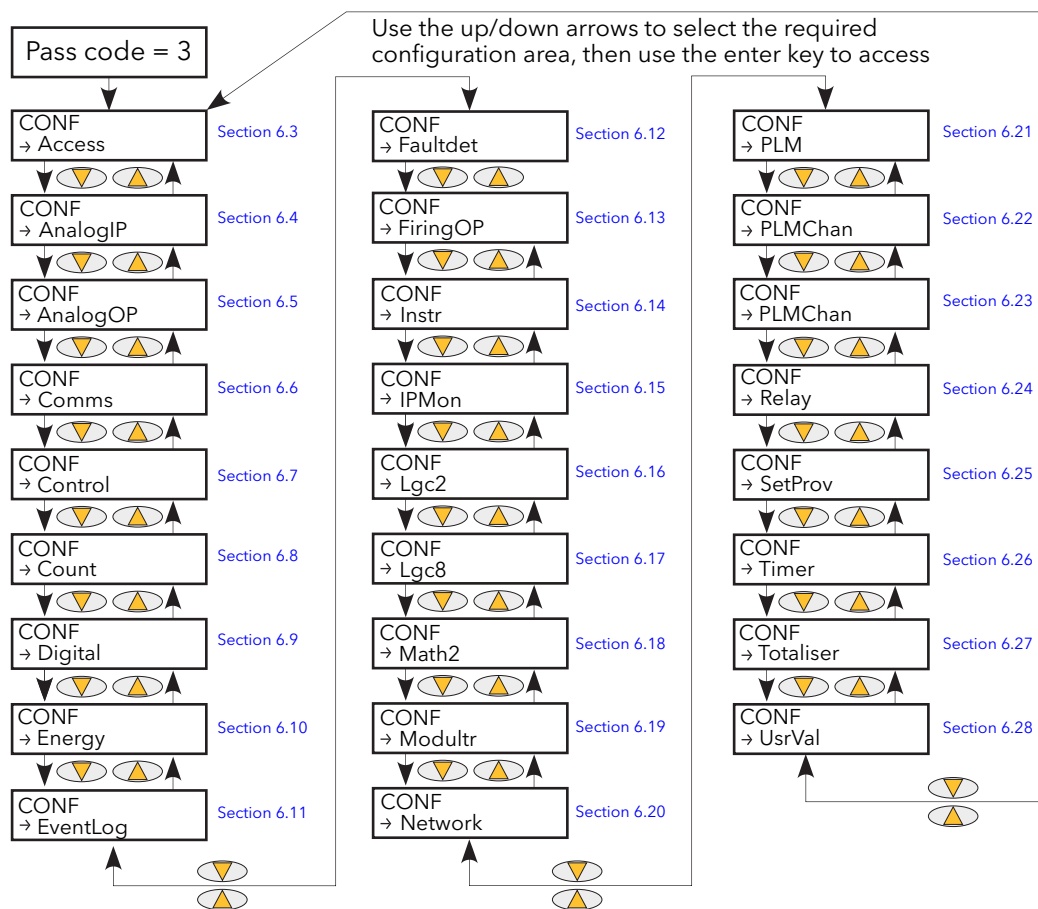 Use the up/down arrows to select the required
configuration area, then use the enter key to access
Pass code = 3
CONF
→ Access
Section 6.3
CONF
→ AnalogIP
Section 6.4
CONF
→ AnalogOP
Section 6.5
CONF
→ Comms
Section 6.6
CONF
→ Control
Section 6.7
CONF
→ Count
Section 6.8
CONF
→ Digital
Section 6.9
CONF
→ Energy
Section 6.10
CONF
→ EventLog
Section 6.11
CONF
→ Faultdet
Section 6.12
CONF
→ FiringOP
Section 6.13
CONF
→ Instr
Section 6.14
CONF
→ IPMon
Section 6.15
CONF
→ Lgc2
Section 6.16
CONF
→ Lgc8
Section 6.17
CONF
→ Math2
Section 6.18
CONF
→ Modultr
Section 6.19
CONF
→ Network
Section 6.20
CONF
→ PLM
Section 6.21
CONF
→ PLMChan
Section 6.22
CONF
→ PLMChan
Section 6.23
CONF
→ Relay
Section 6.24
CONF
→ SetProv
Section 6.25
CONF
→ Timer
Section 6.26
CONF
→ Totaliser
Section 6.27
CONF
→ UsrVal
Section 6.28